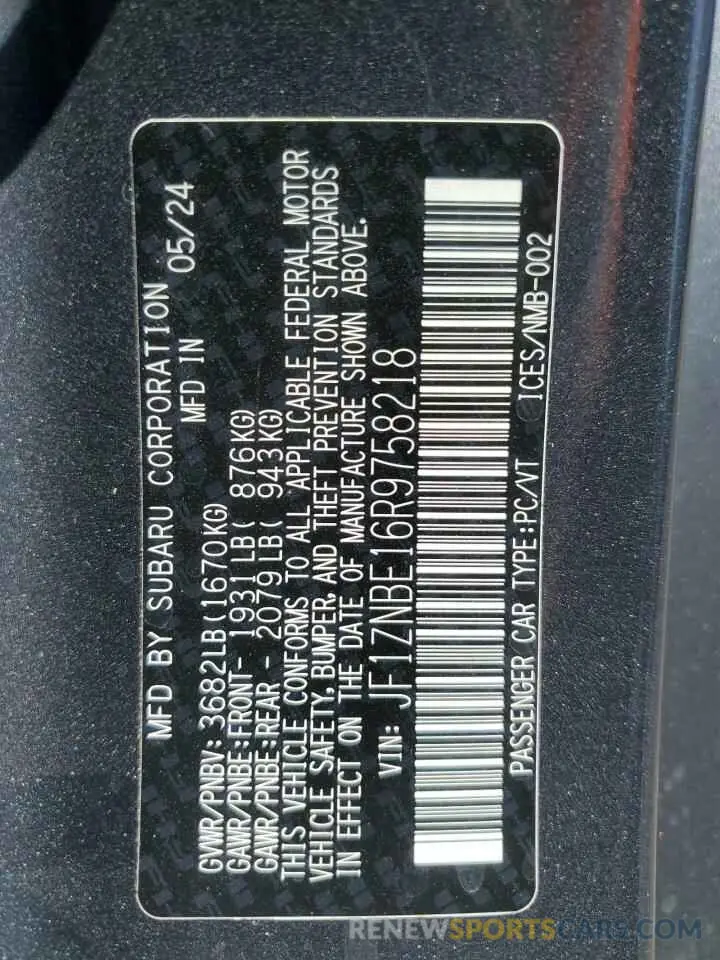 MFD BY SUBARU CORPORATION
MFD IN 05/24
GVWR/PNBV: 3682LB(1670KG)
GAWR/PNBE:FRONT- 1931LB( 876KG)
GAWR/PNBE:REAR - 2079LB( 943KG)
THIS VEHICLE CONFORMS TO ALL APPLICABLE FEDERAL MOTOR
VEHICLE SAFETY, BUMPER, AND THEFT PREVENTION STANDARDS
IN EFFECT ON THE DATE OF MANUFACTURE SHOWN ABOVE.
VIN: JF1ZNBE16R9758218
PASSENGER CAR TYPE:PC/VT ICES/NMB-002
RENEWSPORTSCARS.COM